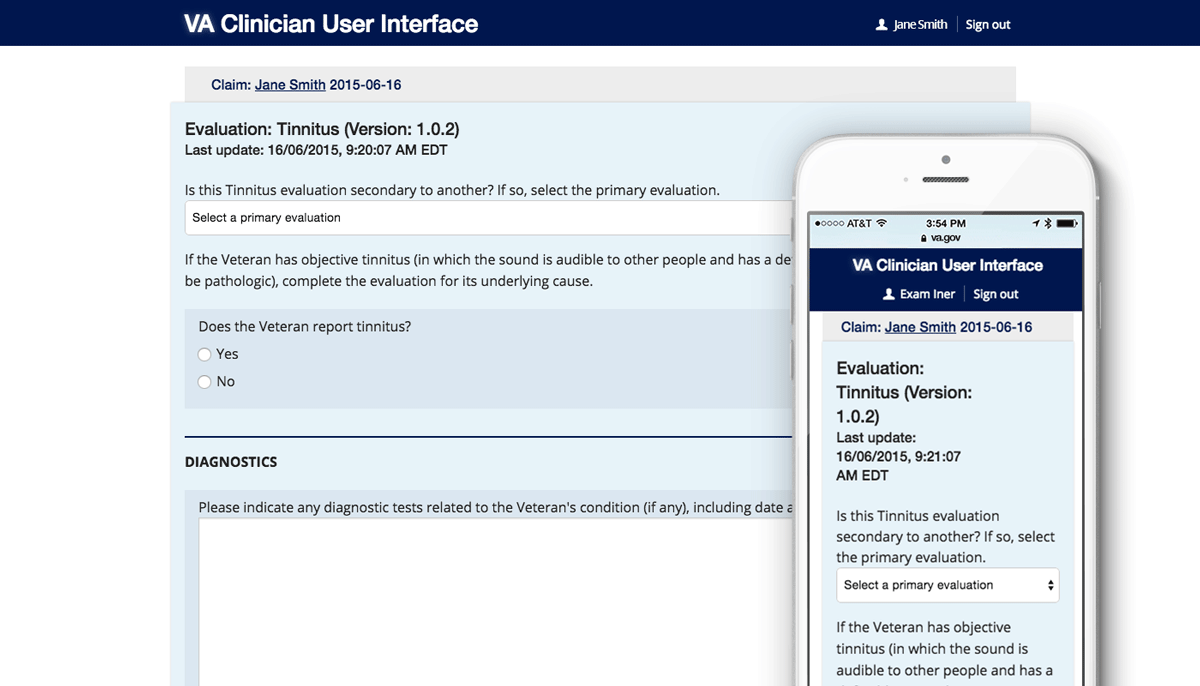 VA Clinician User Interface
Jane Smith Sign out
Claim: Jane Smith 2015-06-16
Evaluation: Tinnitus (Version: 1.0.2)
Last update: 16/06/2015, 9:20:07 AM EDT
Is this Tinnitus evaluation secondary to another? If so, select the primary evaluation.
Select a primary evaluation
If the Veteran has objective tinnitus (in which the sound is audible to other people and has a
be pathologic), complete the evaluation for its underlying cause.
Does the Veteran report tinnitus?
Yes
No
DIAGNOSTICS
Please indicate any diagnostic tests related to the Veteran's condition (if any), including date
AT&T 3:54 PM
va.gov
VA Clinician User Interface
Exam Iner Sign out
Claim: Jane Smith 2015-06-16
Evaluation:
Tinnitus (Version:
1.0.2)
Last update:
16/06/2015, 9:21:07
AM EDT
Is this Tinnitus evaluation
secondary to another? If so, select
the primary evaluation.
Select a primary evaluation
If the Veteran has objective
tinnitus (in which the sound is
audible to other people and has a